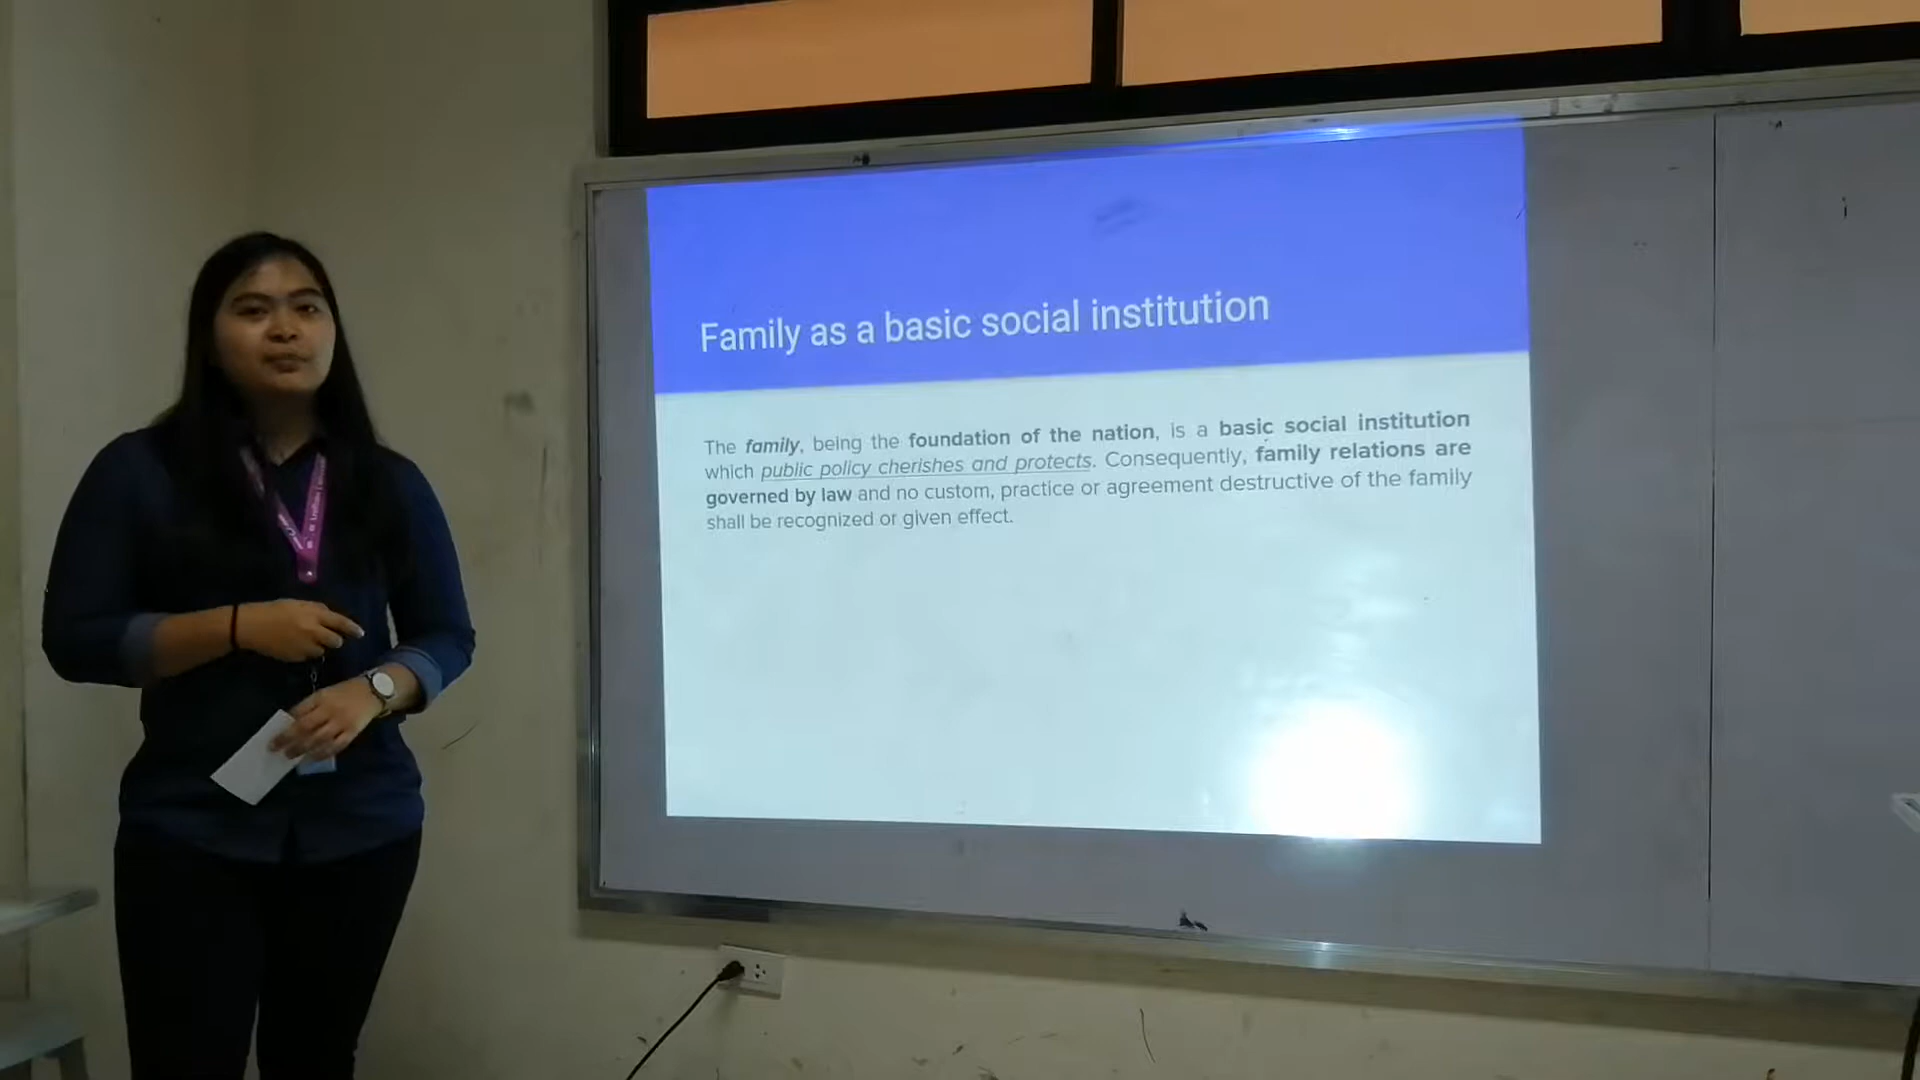 Family as a basic social institution
The family, being the foundation of the nation, is a basic social institution
which public policy cherishes and protects. Consequently, family relations are
governed by law and no custom, practice or agreement destructive of the family
shall be recognized or given effect.